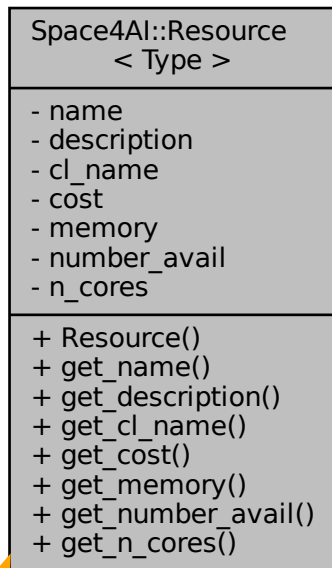 Space4AI::Resource
< Type >
- name
- description
- cl_name
- cost
- memory
- number_avail
- n_cores
+ Resource()
+ get_name()
+ get_description()
+ get_cl_name()
+ get_cost()
+ get_memory()
+ get_number_avail()
+ get_n_cores()